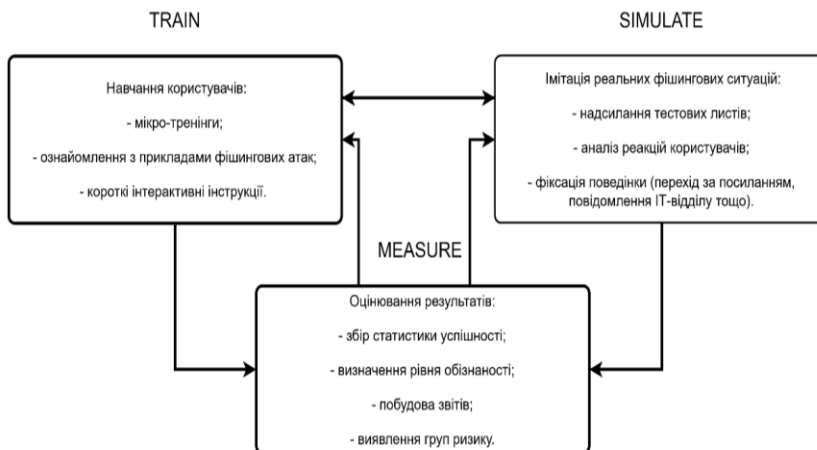 TRAIN
Навчання користувачів:
- мікро-тренінги;
- ознайомлення з прикладами фішингових атак;
- короткі інтерактивні інструкції.
SIMULATE
Імітація реальних фішингових ситуацій:
- надсилання тестових листів;
- аналіз реакцій користувачів;
- фіксація поведінки (перехід за посиланням,
повідомлення ІТ-відділу тощо).
MEASURE
Оцінювання результатів:
- збір статистики успішності;
- визначення рівня обізнаності;
- побудова звітів;
- виявлення груп ризику.